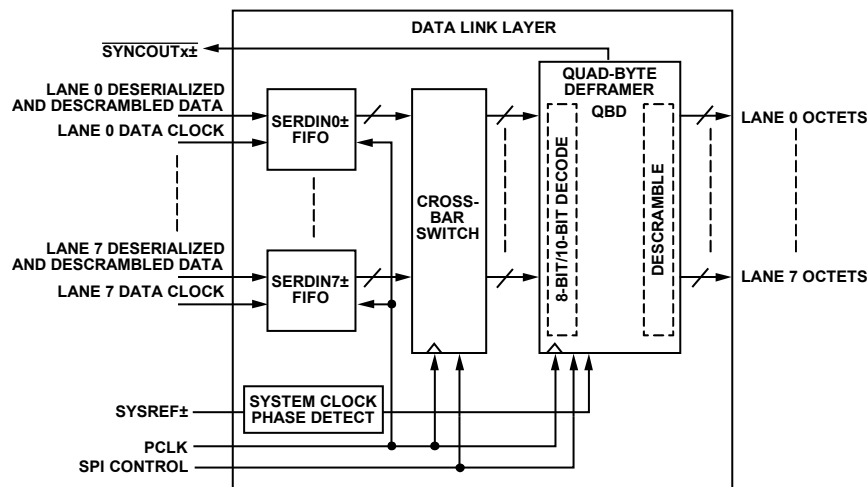 DATA LINK LAYER
SYNCOUTx±
QUAD-BYTE
DEFRAMER
QBD
LANE 0 DESERIALIZED
AND DESCRAMBLED DATA
LANE 0 DATA CLOCK
SERDIN0±
FIFO
LANE 0 OCTETS
CROSS-
BAR
SWITCH
8-BIT/10-BIT DECODE
DESCRAMBLE
LANE 7 DESERIALIZED
AND DESCRAMBLED DATA
LANE 7 DATA CLOCK
SERDIN7±
FIFO
LANE 7 OCTETS
SYSREF±
SYSTEM CLOCK
PHASE DETECT
PCLK
SPI CONTROL